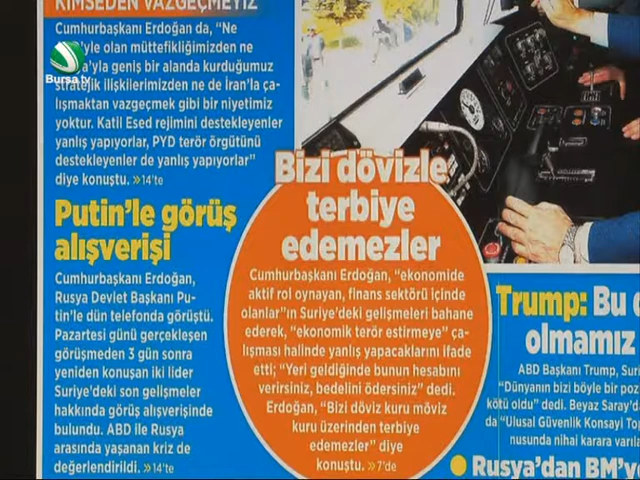 KİMSEDEN VAZGEÇMEYİZ
Cumhurbaşkanı Erdoğan da, “Ne
olan müttefikliğimizden ne
geniş bir alanda kurduğumuz
stratejik ilişkilerimizden ne de İran’la ça-
lışmaktan vazgeçmek gibi bir niyetimiz
yoktur. Katil Esed rejimini destekleyenler
yanlış yapıyorlar, PYD terör örgütünü
destekleyenler de yanlış yapıyorlar”
diye konuştu. »14’te
Bursa tv
Putin’le görüş
alışverişi
Cumhurbaşkanı Erdoğan,
Rusya Devlet Başkanı Pu-
tin’le dün telefonda görüştü.
Pazartesi günü gerçekleşen
görüşmeden 3 gün sonra
yeniden konuşan iki lider
Suriye’deki son gelişmeler
hakkında görüş alışverişinde
bulundu. ABD ile Rusya
arasında yaşanan kriz de
değerlendirildi. »14’te
Bizi dövizle
terbiye
edemezler
Cumhurbaşkanı Erdoğan, “ekonomide
aktif rol oynayan, finans sektörü içinde
olanlar”ın Suriye’deki gelişmeleri bahane
ederek, “ekonomik terör estirmeye” ça-
lışması halinde yanlış yapacaklarını ifade
etti; “Yeri geldiğinde bunun hesabını
verirsiniz, bedelini ödersiniz” dedi.
Erdoğan, “Bizi döviz kuru möviz
kuru üzerinden terbiye
edemezler” diye
konuştu. »7’de
Trump: Bu d
olmamız
ABD Başkanı Trump, Suri
“Dünyanın bizi böyle bir poz
kötü oldu” dedi. Beyaz Saray’d
“Ulusal Güvenlik Konsayi Top
nusunda nihai karara varıla
Rusya’dan BM’ye